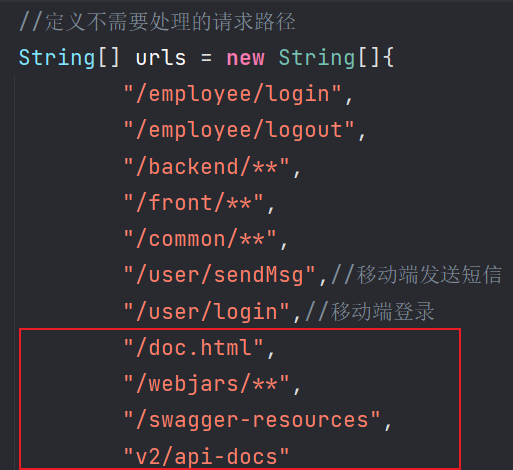 //定义不需要处理的请求路径
String[] urls = new String[]{
"/employee/login",
"/employee/logout",
"/backend/**",
"/front/**",
"/common/**",
"/user/sendMsg",//移动端发送短信
"/user/login",//移动端登录
"/doc.html",
"/webjars/**",
"/swagger-resources",
"v2/api-docs"